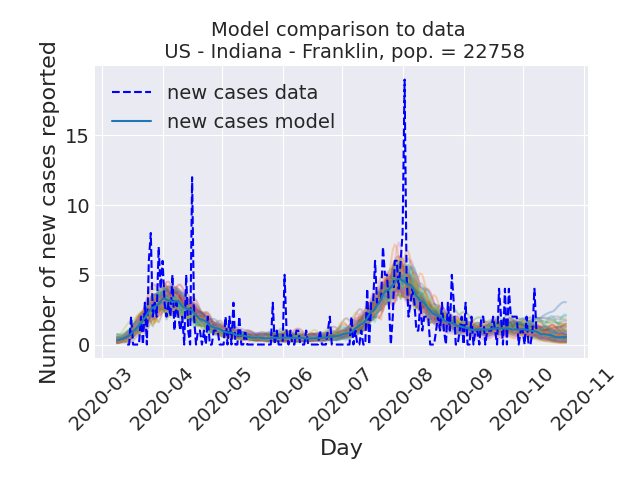 Model comparison to data
US - Indiana - Franklin, pop. = 22758
new cases data
new cases model
Number of new cases reported
15
10
5
0
2020-03
2020-04
2020-05
2020-06
2020-07
2020-08
2020-09
2020-10
2020-11
Day